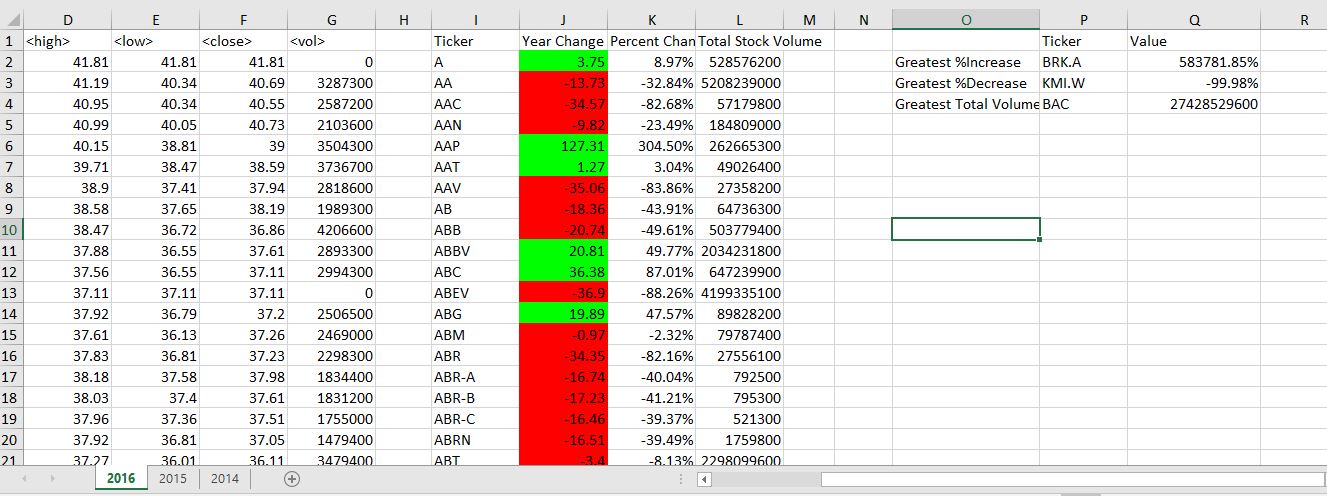 D E F G H I J K L M N O P Q R
1 <high> <low> <close> <vol> Ticker Year Change Percent Chan Total Stock Volume Ticker Value
2 41.81 41.81 41.81 0 A 3.75 8.97% 528576200 Greatest %Increase BRK.A 583781.85%
3 41.19 40.34 40.69 3287300 AA -13.73 -32.84% 5208239000 Greatest %Decrease KMI.W -99.98%
4 40.95 40.34 40.55 2587200 AAC -34.57 -82.68% 57179800 Greatest Total Volume BAC 27428529600
5 40.99 40.05 40.73 2103600 AAN -9.82 -23.49% 184809000
6 40.15 38.81 39 3504300 AAP 127.31 304.50% 262665300
7 39.71 38.47 38.59 3736700 AAT 1.27 3.04% 49026400
8 38.9 37.41 37.94 2818600 AAV -35.06 -83.86% 27358200
9 38.58 37.65 38.19 1989300 AB -18.36 -43.91% 64736300
10 38.47 36.72 36.86 4206600 ABB -20.74 -49.61% 503779400
11 37.88 36.55 37.61 2893300 ABBV 20.81 49.77% 2034231800
12 37.56 36.55 37.11 2994300 ABC 36.38 87.01% 647239900
13 37.11 37.11 37.11 0 ABEV -36.9 -88.26% 4199335100
14 37.92 36.79 37.2 2506500 ABG 19.89 47.57% 89828200
15 37.61 36.13 37.26 2469000 ABM -0.97 -2.32% 79787400
16 37.83 36.81 37.23 2298300 ABR -34.35 -82.16% 27556100
17 38.18 37.58 37.98 1834400 ABR-A -16.74 -40.04% 792500
18 38.03 37.4 37.61 1831200 ABR-B -17.23 -41.21% 795300
19 37.96 37.36 37.51 1755000 ABR-C -16.46 -39.37% 521300
20 37.92 36.81 37.05 1479400 ABRN -16.51 -39.49% 1759800
21 37.27 36.01 36.11 3479400 ABT -3.4 -8.13% 2298099600
2016 2015 2014